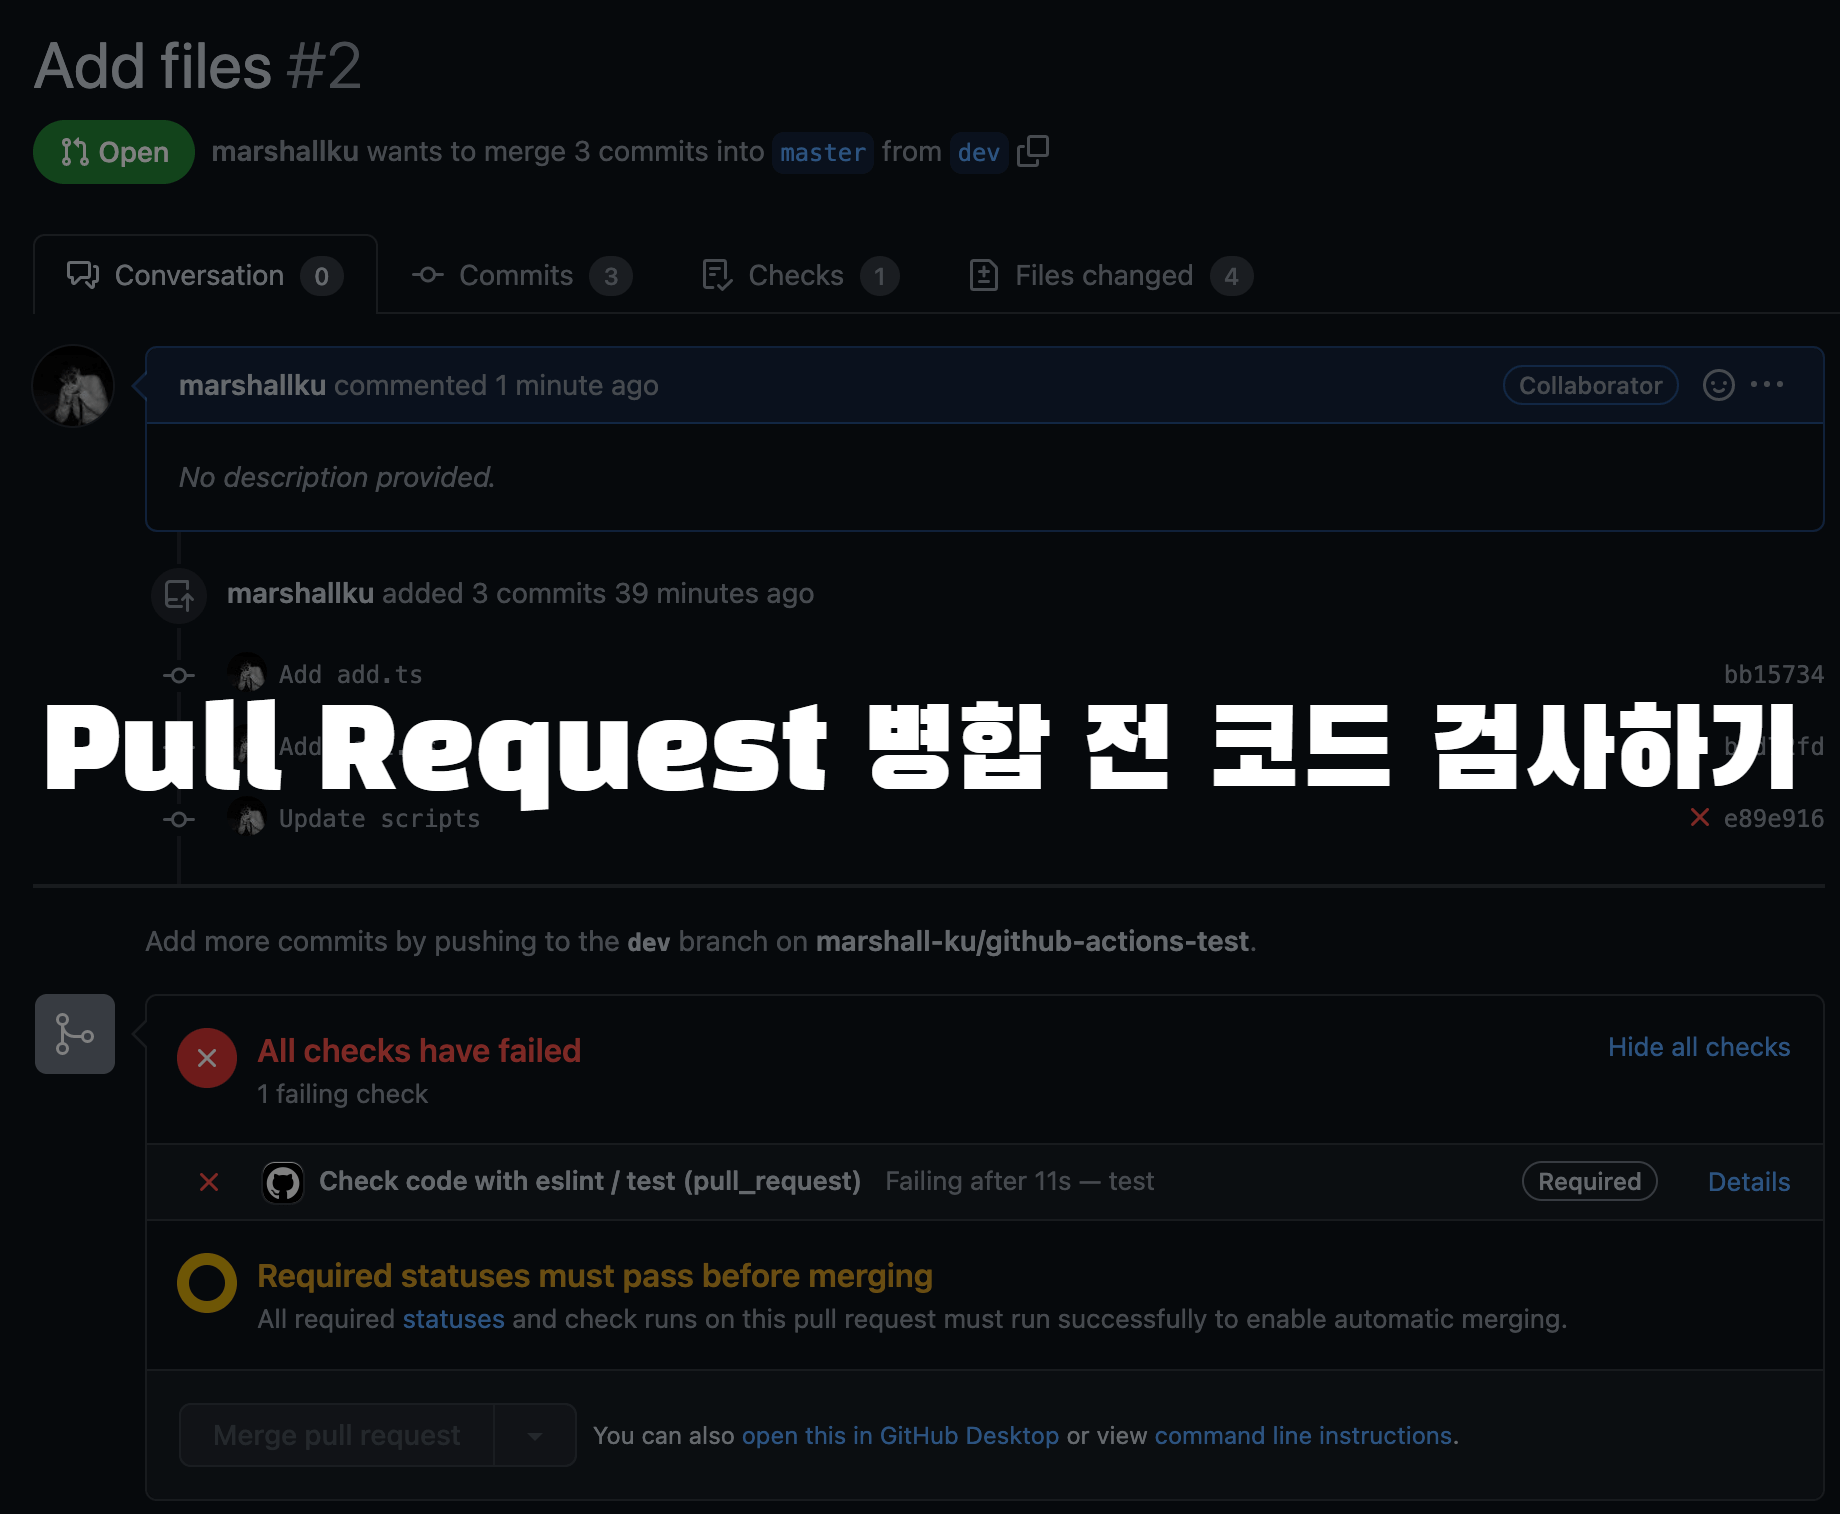 Add files #2
Open marshallku wants to merge 3 commits into master from dev
Conversation 0 Commits 3 Checks 1 Files changed 4
marshallku commented 1 minute ago Collaborator
No description provided.
marshallku added 3 commits 39 minutes ago
Add add.ts bb15734
Pull Request 병합 전 코드 검사하기
Add
Update scripts e89e916
Add more commits by pushing to the dev branch on marshall-ku/github-actions-test.
All checks have failed Hide all checks
1 failing check
Check code with eslint / test (pull_request) Failing after 11s — test Required Details
Required statuses must pass before merging
All required statuses and check runs on this pull request must run successfully to enable automatic merging.
Merge pull request You can also open this in GitHub Desktop or view command line instructions.